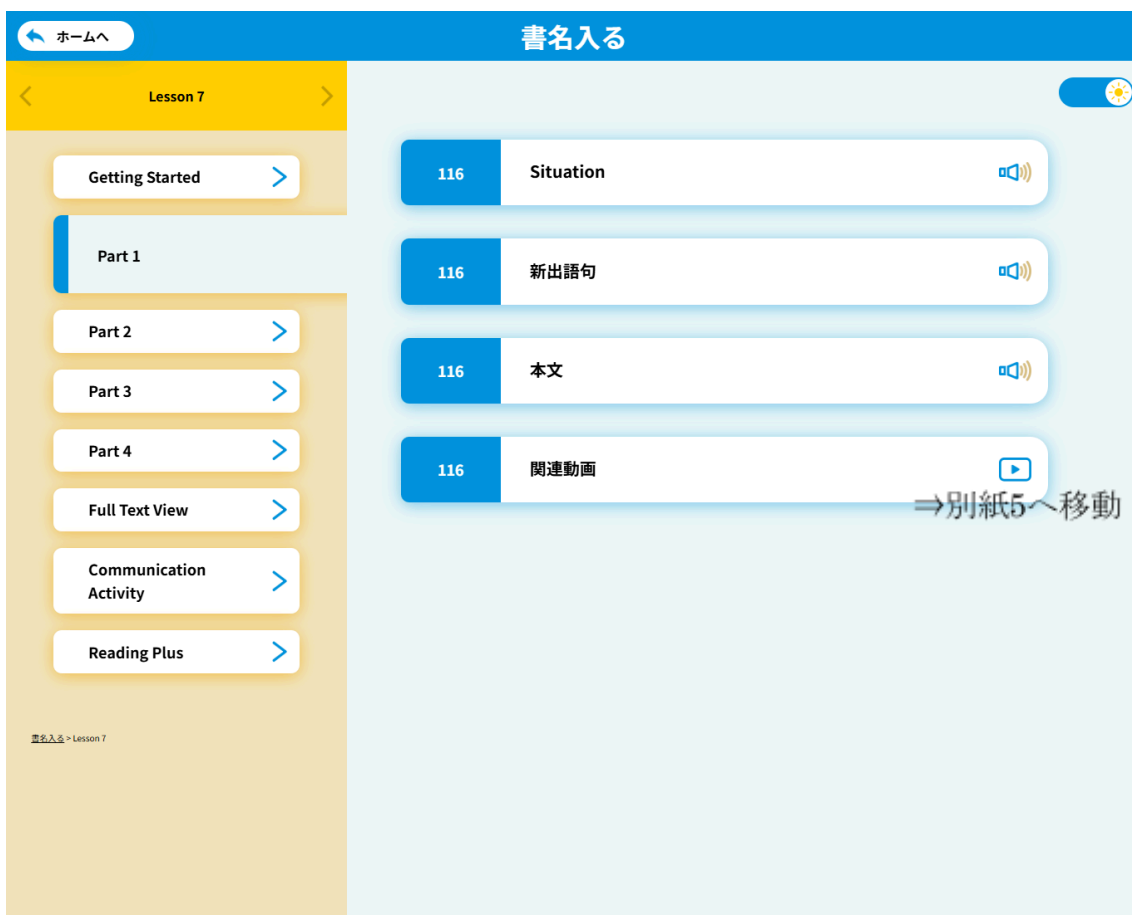 ホームへ
書名入る
Lesson 7
Getting Started
Part 1
Part 2
Part 3
Part 4
Full Text View
Communication
Activity
Reading Plus
書名入る > Lesson 7
116 Situation
116 新出語句
116 本文
116 関連動画
⇒別紙5へ移動